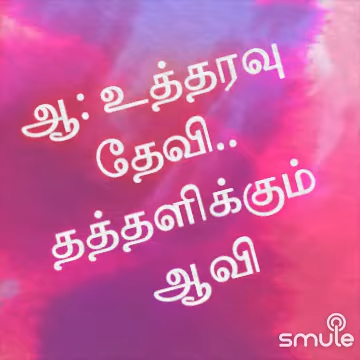 ஆ: உத்தரவு
தேவி..
தத்தளிக்கும்
ஆவி
smule